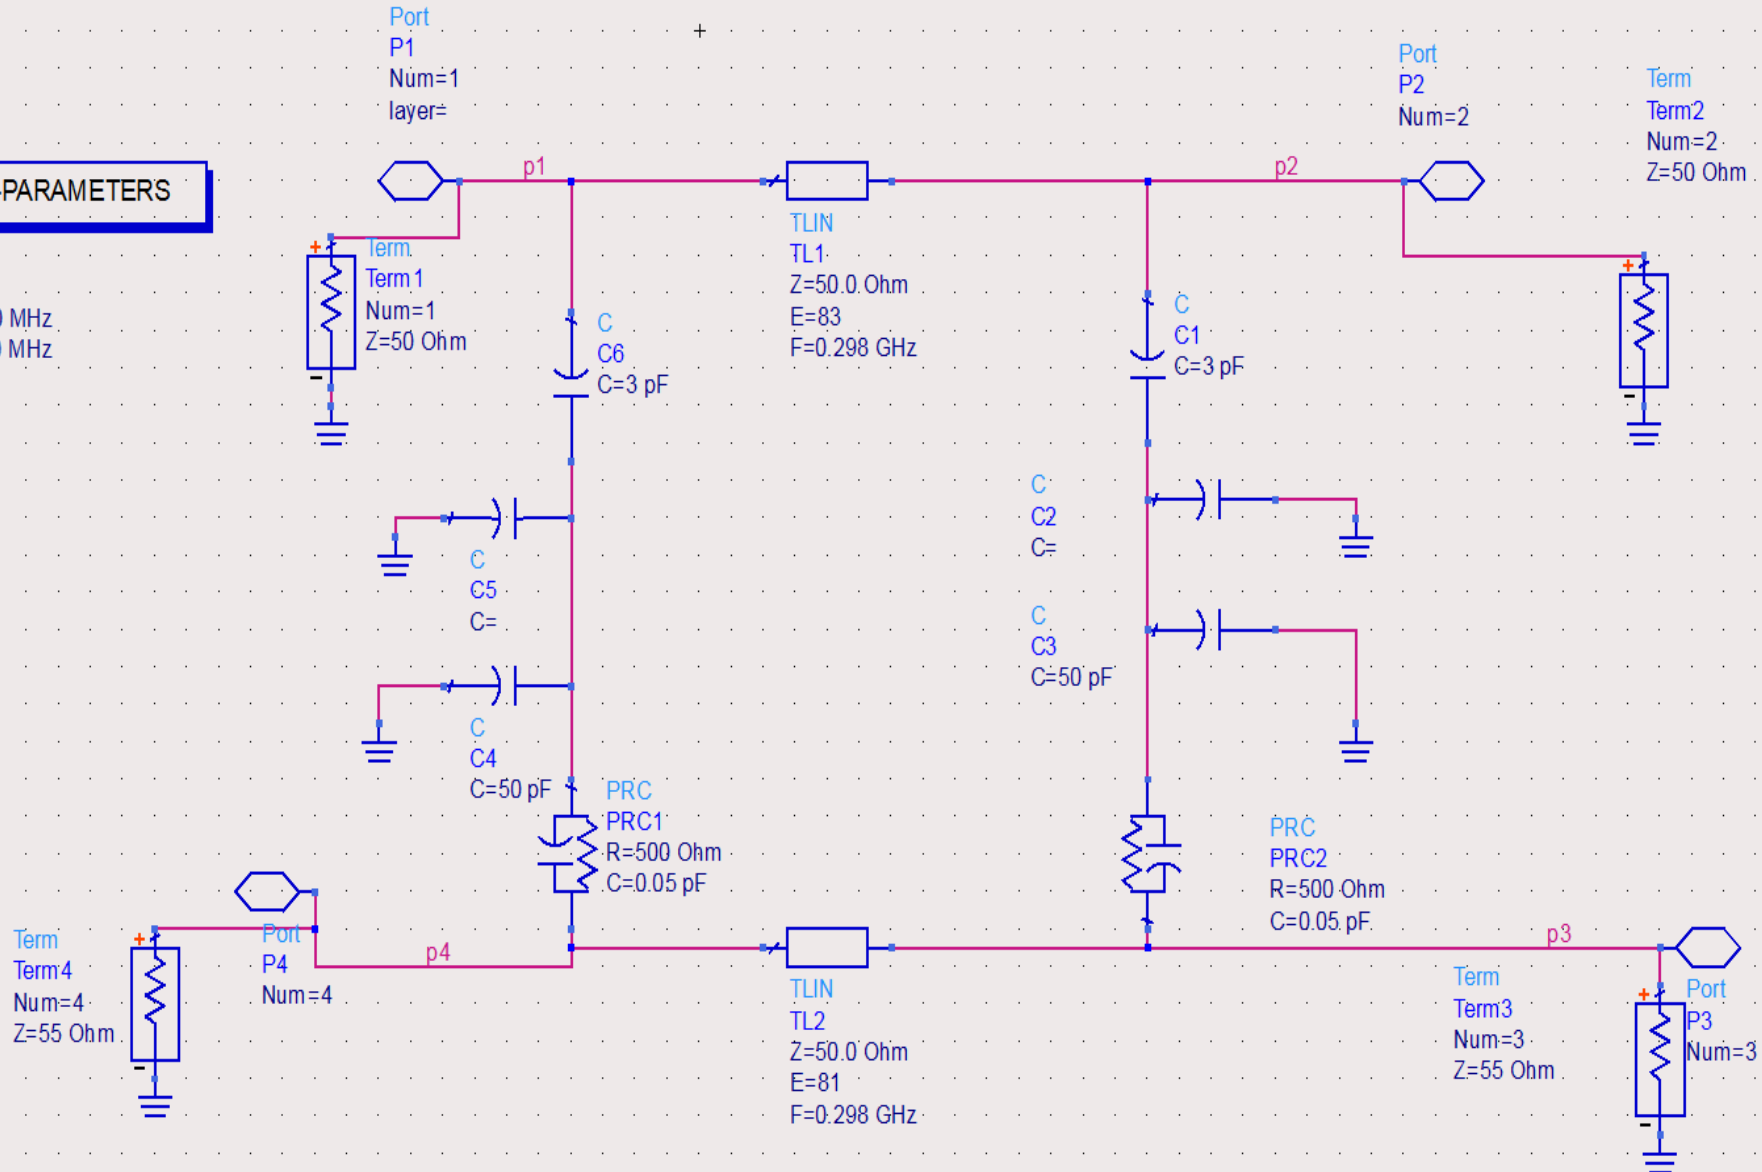 Port
P1
Num=1
layer=
Port
P2
Num=2
Term
Term2
Num=2
Z=50 Ohm
-PARAMETERS
p1
p2
Term
Term1
Num=1
Z=50 Ohm
TLIN
TL1
Z=50.0 Ohm
E=83
F=0.298 GHz
MHz
MHz
C
C6
C=3 pF
C
C1
C=3 pF
C
C5
C=
C
C2
C=
C
C4
C=50 pF
C
C3
C=50 pF
PRC
PRC1
R=500 Ohm
C=0.05 pF
PRC
PRC2
R=500 Ohm
C=0.05 pF
Term
Term4
Num=4
Z=55 Ohm
Port
P4
Num=4
p4
TLIN
TL2
Z=50.0 Ohm
E=81
F=0.298 GHz
p3
Term
Term3
Num=3
Z=55 Ohm
Port
P3
Num=3